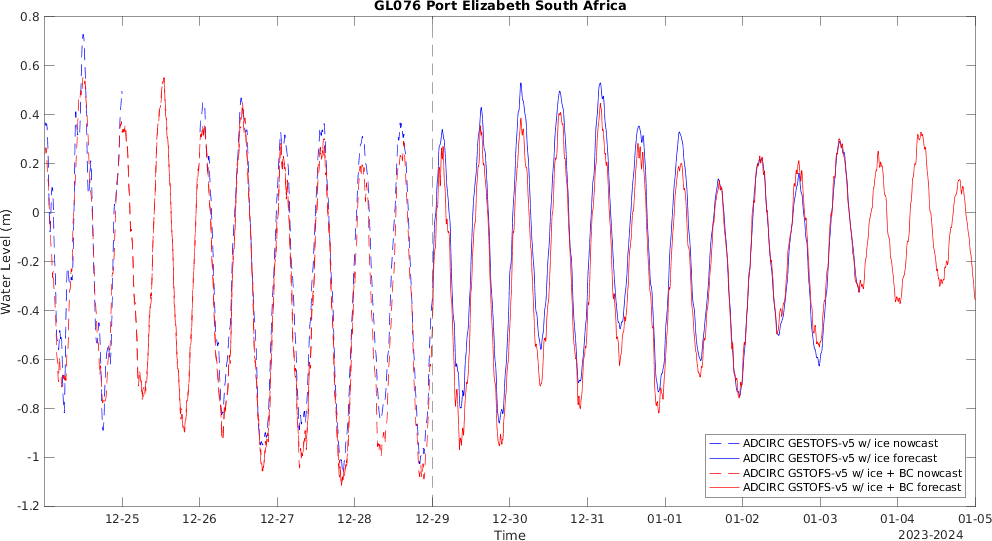 GL076 Port Elizabeth South Africa
0.8
0.6
0.4
0.2
0
-0.2
-0.4
-0.6
-0.8
-1
-1.2
Water Level (m)
ADCIRC GESTOFS-v5 w/ ice nowcast
ADCIRC GESTOFS-v5 w/ ice forecast
ADCIRC GSTOFS-v5 w/ ice + BC nowcast
ADCIRC GSTOFS-v5 w/ ice + BC forecast
12-25 12-26 12-27 12-28 12-29 12-30 12-31 01-01 01-02 01-03 01-04 01-05
Time
2023-2024